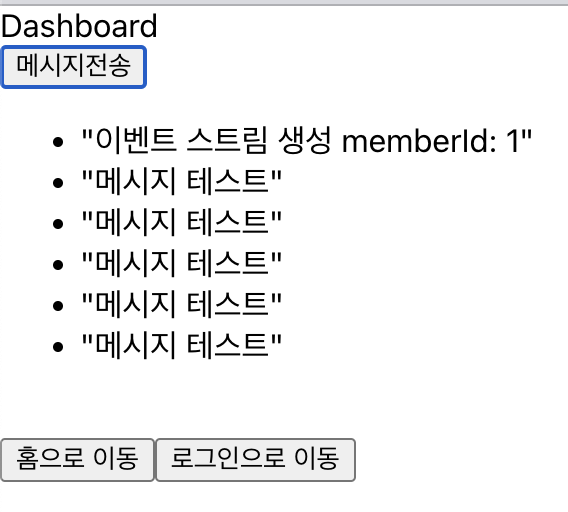 Dashboard
메시지전송
"이벤트 스트림 생성 memberId: 1"
"메시지 테스트"
"메시지 테스트"
"메시지 테스트"
"메시지 테스트"
"메시지 테스트"
홈으로 이동 로그인으로 이동